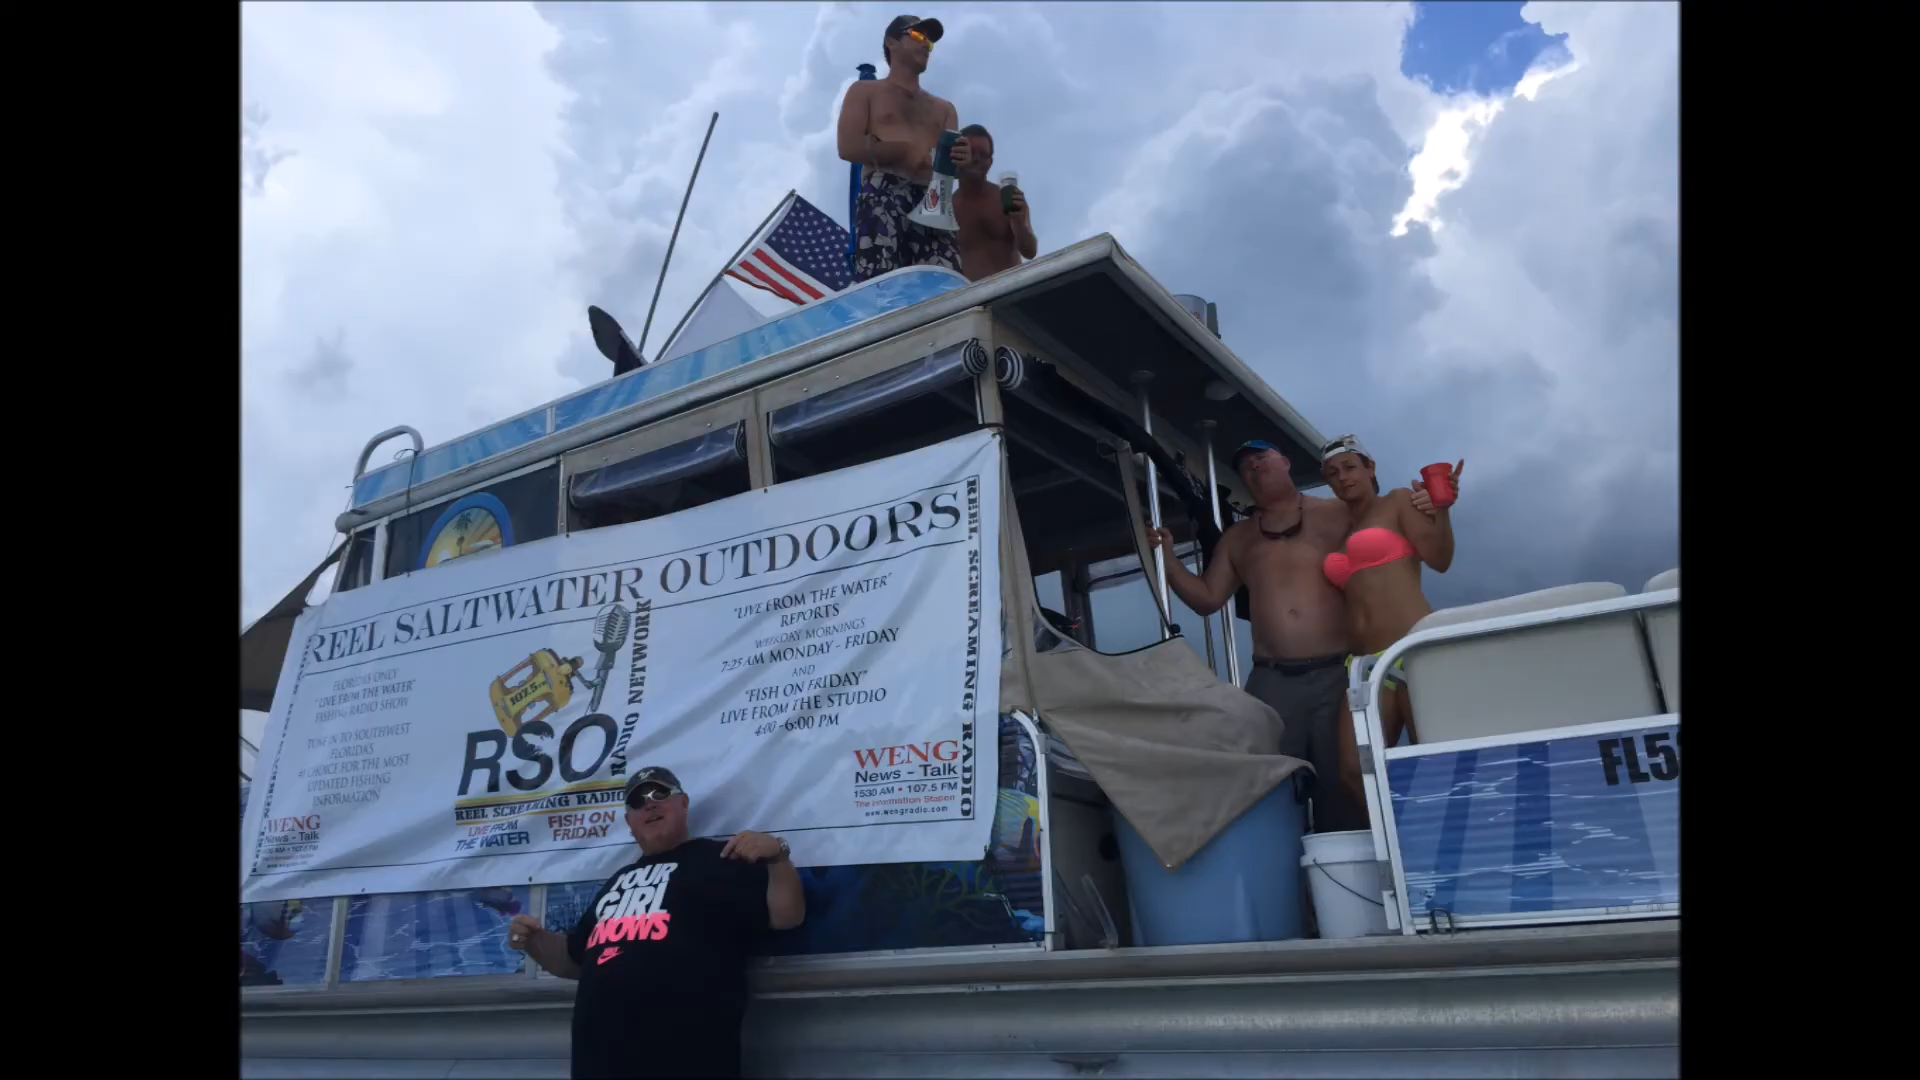 REEL SALTWATER OUTDOORS
FLORIDAS ONLY
"LIVE FROM THE WATER"
FISHING RADIO SHOW
TUNE IN TO SOUTHWEST
FLORIDA'S
#1 CHOICE FOR THE MOST
UPDATED FISHING
INFORMATION
WENG
News - Talk
107.5 FM
RSO
RADIO NETWORK
REEL SCREAMING RADIO
LIVE FROM
THE WATER
FISH ON
FRIDAY
"LIVE FROM THE WATER"
REPORTS
WEEKDAY MORNINGS
7:25 AM MONDAY - FRIDAY
AND
"FISH ON FRIDAY"
LIVE FROM THE STUDIO
4:00 -6:00 PM
WENG
News - Talk
1530 AM • 107.5 FM
The Information Station
www.wengradio.com
REEL SCREAMING RADIO
YOUR
GIRL
KNOWS
FL5